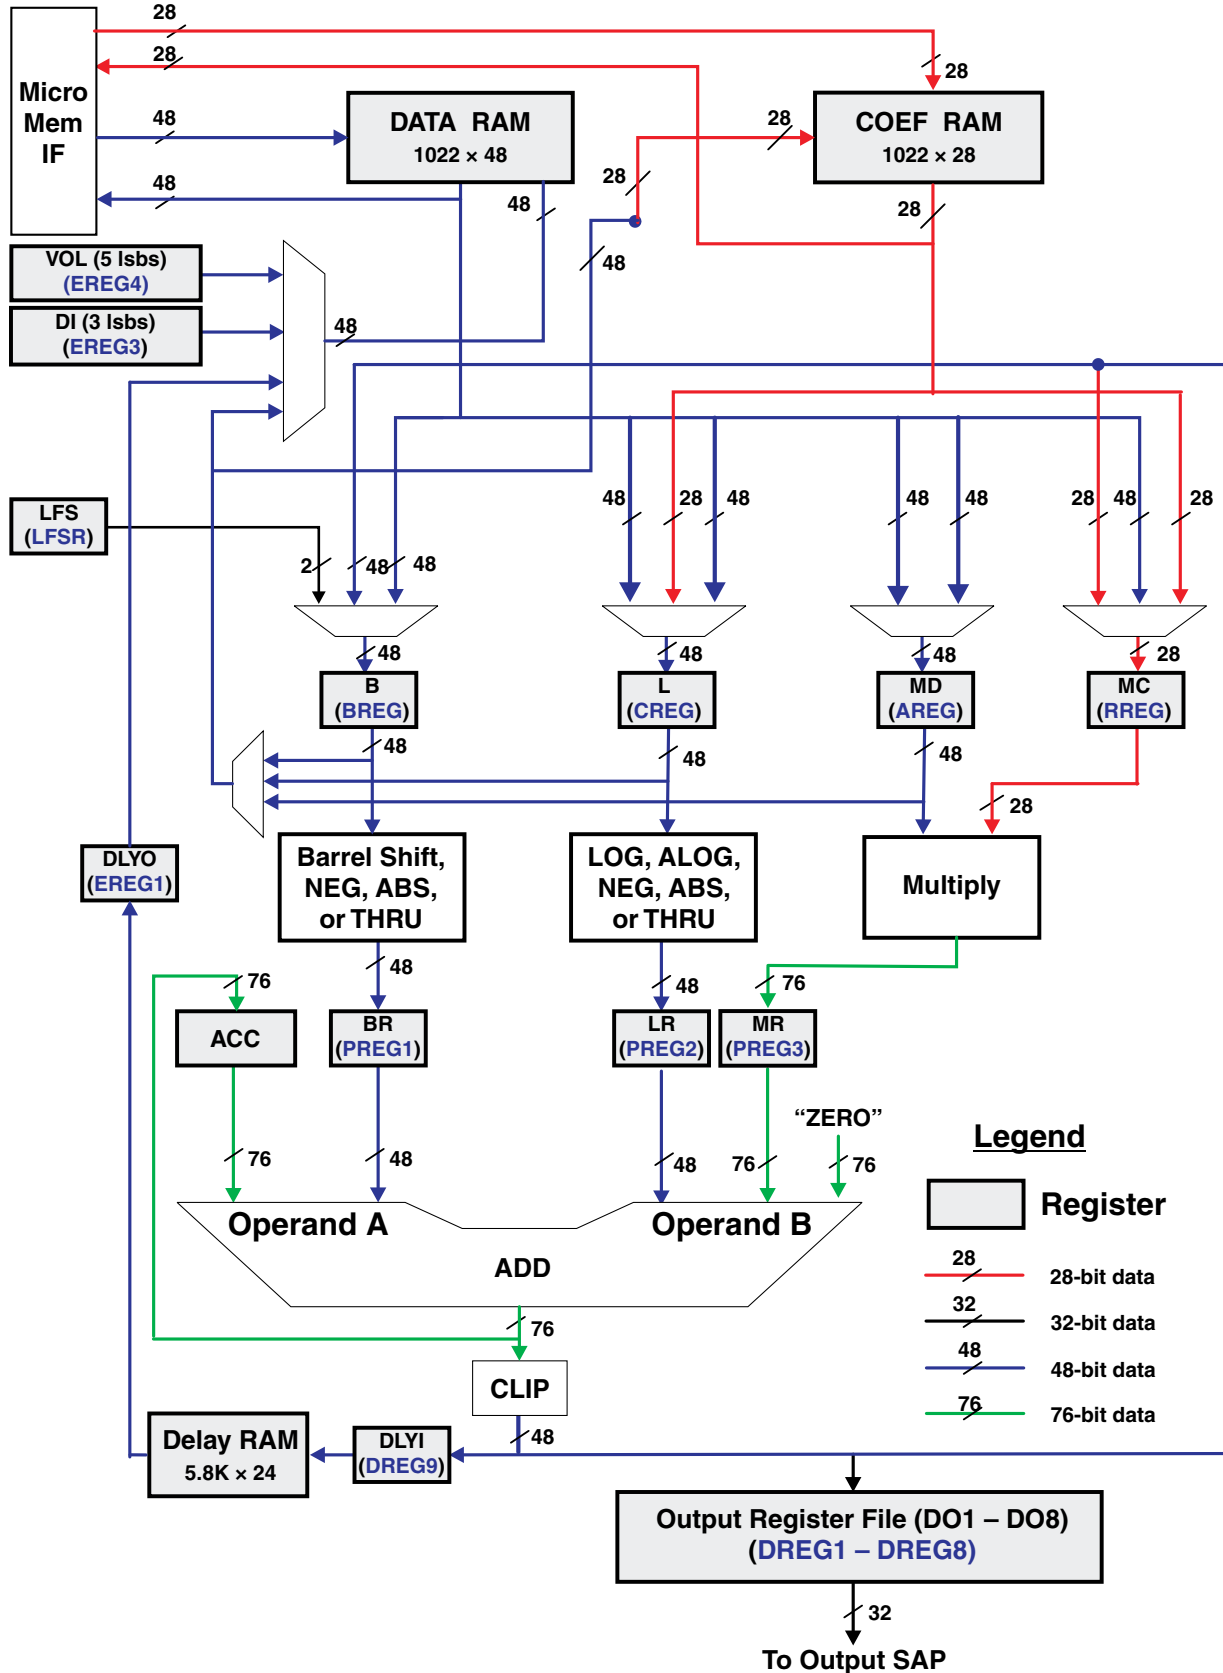 28
28
28
Micro
Mem
IF
48
DATA RAM
1022 × 48
28
COEF RAM
1022 × 28
48
28
48
28
48
VOL (5 lsbs)
(EREG4)
DI (3 lsbs)
(EREG3)
48
LFS
(LFSR)
48
28
48
48
48
28
48
28
2
48
48
48
48
48
28
B
(BREG)
L
(CREG)
MD
(AREG)
MC
(RREG)
48
48
48
28
DLYO
(EREG1)
Barrel Shift,
NEG, ABS,
or THRU
LOG, ALOG,
NEG, ABS,
or THRU
Multiply
76
48
48
76
ACC
BR
(PREG1)
LR
(PREG2)
MR
(PREG3)
“ZERO”
76
48
48
76
76
Legend
Operand A
Operand B
Register
ADD
28
28-bit data
32
32-bit data
76
48
48-bit data
CLIP
76
76-bit data
48
Delay RAM
5.8K × 24
DLYI
(DREG9)
Output Register File (DO1 – DO8)
(DREG1 – DREG8)
32
To Output SAP